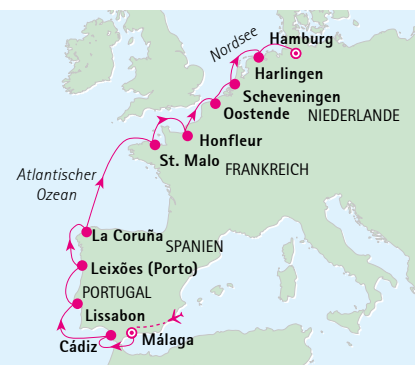 Nordsee
Hamburg
Harlingen
Scheveningen
Oostende
NIEDERLANDE
Honfleur
St. Malo
FRANKREICH
Atlantischer
Ozean
La Coruña
SPANIEN
Leixões (Porto)
PORTUGAL
Lissabon
Cádiz
Málaga